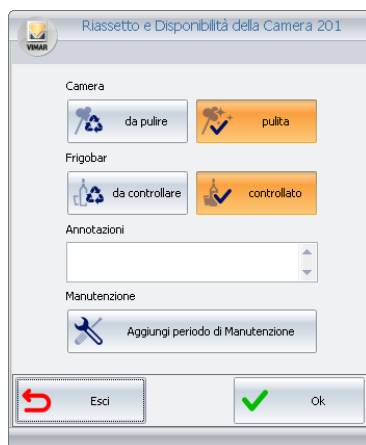 Riassetto e Disponibilità della Camera 201
VIMAR
Camera
da pulire
pulita
Frigobar
da controllare
controllato
Annotazioni
Manutenzione
Aggiungi periodo di Manutenzione
Esci
Ok